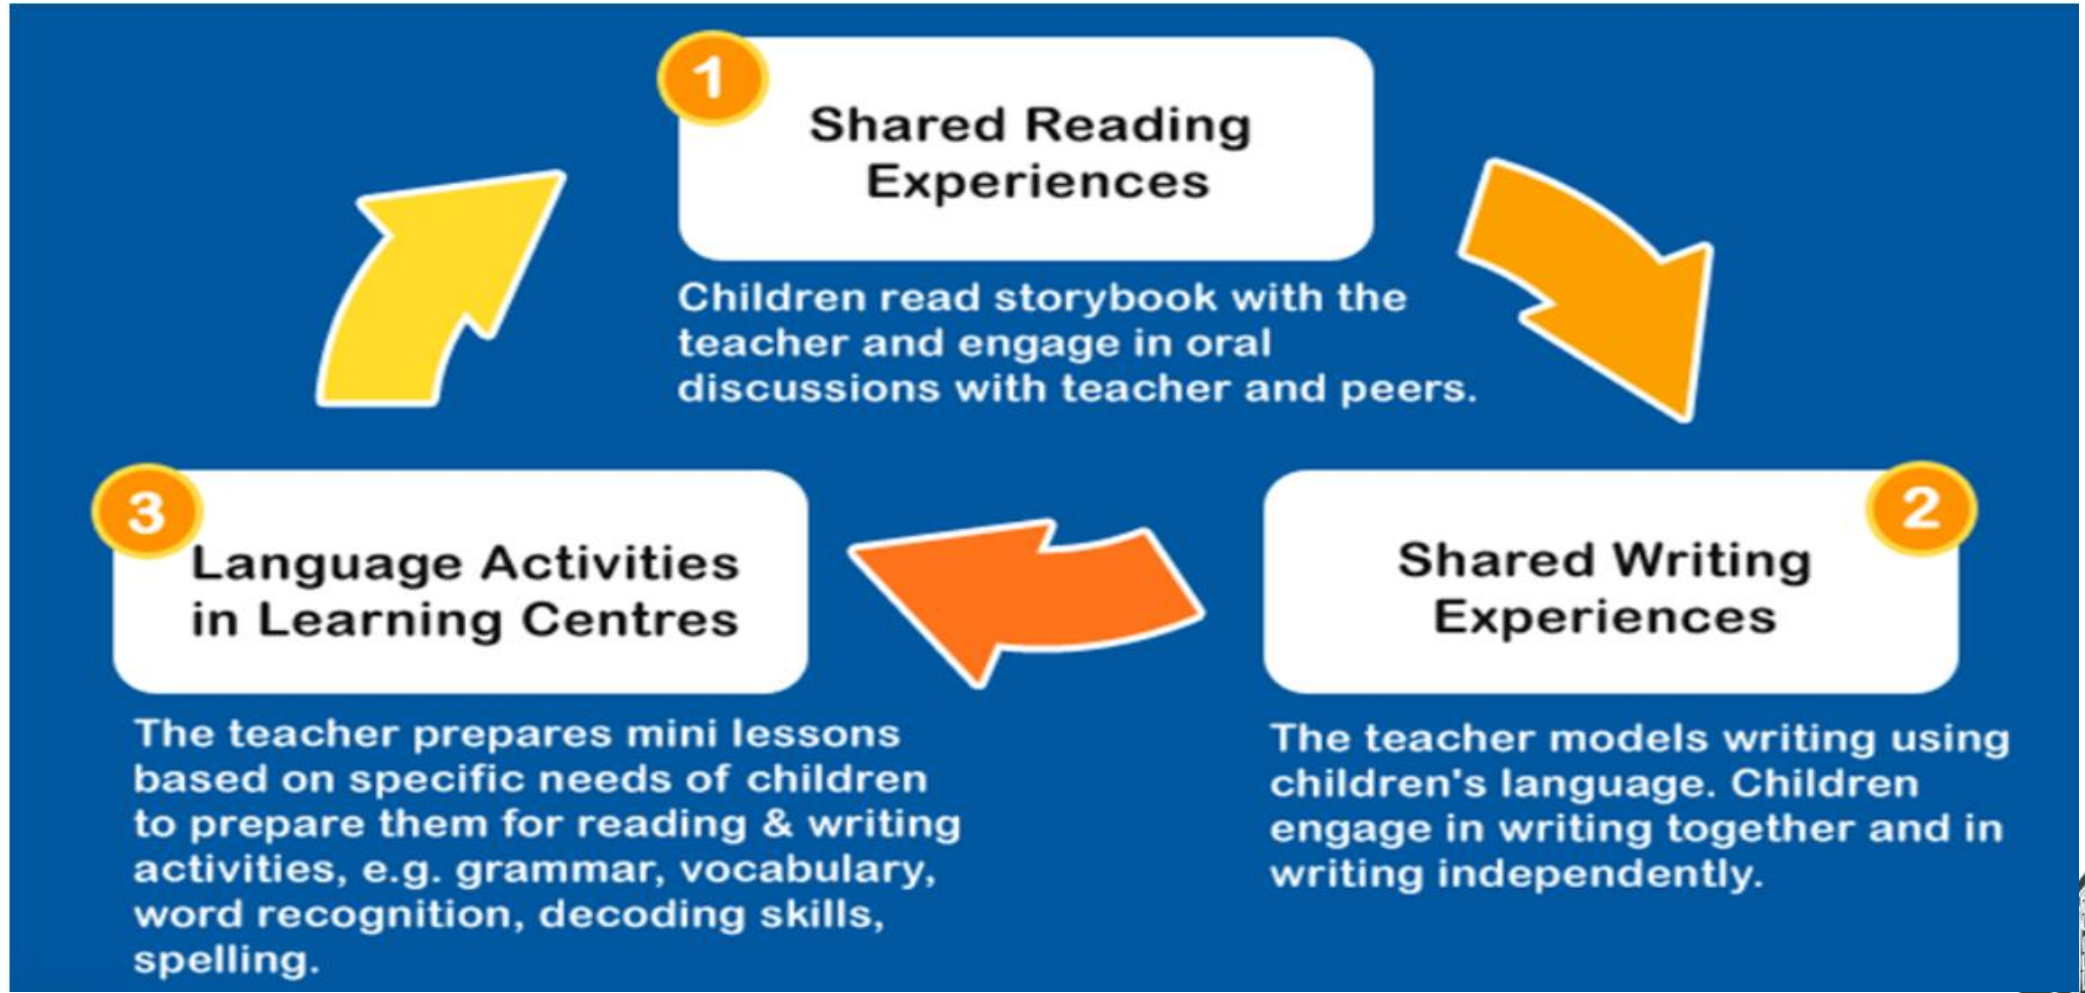 1
Shared Reading
Experiences
Children read storybook with the
teacher and engage in oral
discussions with teacher and peers.
2
Shared Writing
Experiences
The teacher models writing using
children's language. Children
engage in writing together and in
writing independently.
3
Language Activities
in Learning Centres
The teacher prepares mini lessons
based on specific needs of children
to prepare them for reading & writing
activities, e.g. grammar, vocabulary,
word recognition, decoding skills,
spelling.